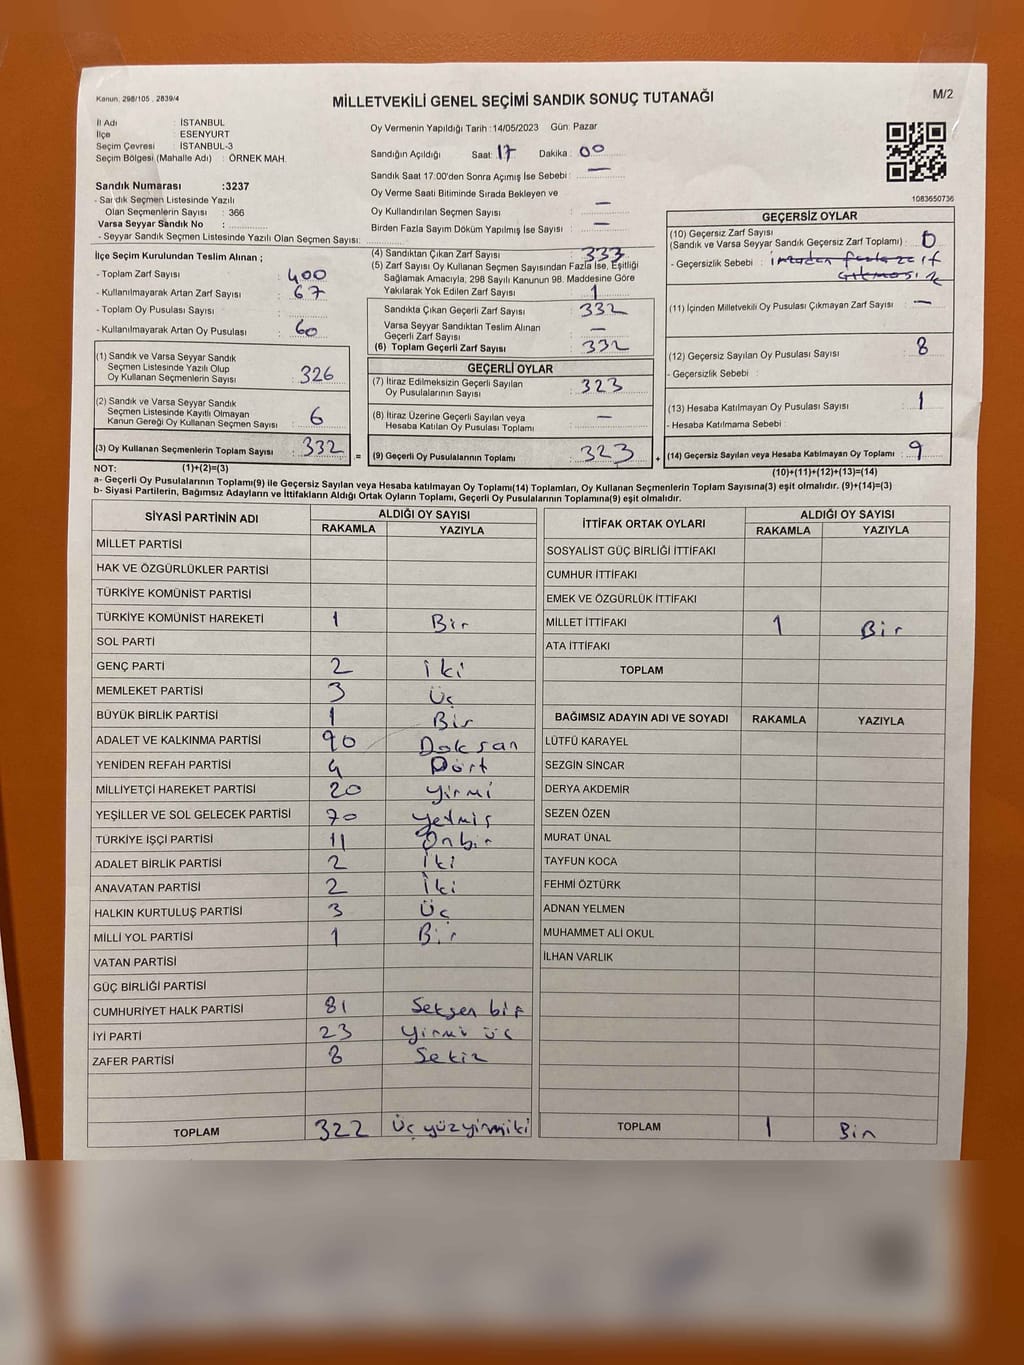 Kanun, 298/105 , 2839/4
MİLLETVEKİLİ GENEL SEÇİMİ SANDIK SONUÇ TUTANAĞI
M/2
İl Adı : İSTANBUL
İlçe : ESENYURT
Seçim Çevresi : İSTANBUL-3
Seçim Bölgesi (Mahalle Adı) : ÖRNEK MAH.
Sandık Numarası :3237
- Sandık Seçmen Listesinde Yazılı
Olan Seçmenlerin Sayısı : 366
Varsa Seyyar Sandık No :
- Seyyar Sandık Seçmen Listesinde Yazılı Olan Seçmen Sayısı:
Oy Vermenin Yapıldığı Tarih :14/05/2023 Gün: Pazar
Sandığın Açıldığı Saat: 17 Dakika : 00
Sandık Saat 17:00'den Sonra Açımış İse Sebebi : —
Oy Verme Saati Bitiminde Sırada Bekleyen ve
Oy Kullandırılan Seçmen Sayısı : —
Birden Fazla Sayım Döküm Yapılmış İse Sayısı : —
1083650736
İlçe Seçim Kurulundan Teslim Alınan ;
- Toplam Zarf Sayısı : 400
- Kullanılmayarak Artan Zarf Sayısı : 67
- Toplam Oy Pusulası Sayısı :
- Kullanılmayarak Artan Oy Pusulası : 60
(1) Sandık ve Varsa Seyyar Sandık
Seçmen Listesinde Yazılı Olup
Oy Kullanan Seçmenlerin Sayısı : 326
(2) Sandık ve Varsa Seyyar Sandık
Seçmen Listesinde Kayıtlı Olmayan
Kanun Gereği Oy Kullanan Seçmen Sayısı : 6
(3) Oy Kullanan Seçmenlerin Toplam Sayısı : 332 =
(4) Sandıktan Çıkan Zarf Sayısı : 333
(5) Zarf Sayısı Oy Kullanan Seçmen Sayısından Fazla İse, Eşitliği
Sağlamak Amacıyla, 298 Sayılı Kanunun 98. Maddesine Göre
Yakılarak Yok Edilen Zarf Sayısı : 1
Sandıkta Çıkan Geçerli Zarf Sayısı : 332
Varsa Seyyar Sandıktan Teslim Alınan
Geçerli Zarf Sayısı : —
(6) Toplam Geçerli Zarf Sayısı : 332
GEÇERLİ OYLAR
(7) İtiraz Edilmeksizin Geçerli Sayılan
Oy Pusulalarının Sayısı : 323
(8) İtiraz Üzerine Geçerli Sayılan veya
Hesaba Katılan Oy Pusulası Toplamı : —
(9) Geçerli Oy Pusulalarının Toplamı : 323 +
GEÇERSİZ OYLAR
(10) Geçersiz Zarf Sayısı
(Sandık ve Varsa Seyyar Sandık Geçersiz Zarf Toplamı) : 0
- Geçersizlik Sebebi :
(11) İçinden Milletvekili Oy Pusulası Çıkmayan Zarf Sayısı : —
(12) Geçersiz Sayılan Oy Pusulası Sayısı : 8
- Geçersizlik Sebebi :
(13) Hesaba Katılmayan Oy Pusulası Sayısı : 1
- Hesaba Katılmama Sebebi :
(14) Geçersiz Sayılan veya Hesaba Katılmayan Oy Toplamı : 9
NOT: (1)+(2)=(3) (10)+(11)+(12)+(13)=(14)
a- Geçerli Oy Pusulalarının Toplamı(9) ile Geçersiz Sayılan veya Hesaba katılmayan Oy Toplamı(14) Toplamları, Oy Kullanan Seçmenlerin Toplam Sayısına(3) eşit olmalıdır. (9)+(14)=(3)
b- Siyasi Partilerin, Bağımsız Adayların ve İttifakların Aldığı Ortak Oyların Toplamı, Geçerli Oy Pusulalarının Toplamına(9) eşit olmalıdır.
SİYASİ PARTİNİN ADI ALDIĞI OY SAYISI
RAKAMLA YAZIYLA
MİLLET PARTİSİ
HAK VE ÖZGÜRLÜKLER PARTİSİ
TÜRKİYE KOMÜNİST PARTİSİ
TÜRKİYE KOMÜNİST HAREKETİ 1 Bir
SOL PARTİ
GENÇ PARTİ 2 İki
MEMLEKET PARTİSİ 3 Üç
BÜYÜK BİRLİK PARTİSİ 1 Bir
ADALET VE KALKINMA PARTİSİ 90 Doksan
YENİDEN REFAH PARTİSİ 4 Dört
MİLLİYETÇİ HAREKET PARTİSİ 20 yirmi
YEŞİLLER VE SOL GELECEK PARTİSİ 70 yetmiş
TÜRKİYE İŞÇİ PARTİSİ 11 Onbir
ADALET BİRLİK PARTİSİ 2 İki
ANAVATAN PARTİSİ 2 İki
HALKIN KURTULUŞ PARTİSİ 3 Üç
MİLLİ YOL PARTİSİ 1 Bir
VATAN PARTİSİ
GÜÇ BİRLİĞİ PARTİSİ
CUMHURİYET HALK PARTİSİ 81 Seksen bir
İYİ PARTİ 23 Yirmi üç
ZAFER PARTİSİ 8 Sekiz
TOPLAM 322 Üç yüzyirmiiki
İTTİFAK ORTAK OYLARI ALDIĞI OY SAYISI
RAKAMLA YAZIYLA
SOSYALİST GÜÇ BİRLİĞİ İTTİFAKI
CUMHUR İTTİFAKI
EMEK VE ÖZGÜRLÜK İTTİFAKI
MİLLET İTTİFAKI 1 Bir
ATA İTTİFAKI
TOPLAM
BAĞIMSIZ ADAYIN ADI VE SOYADI RAKAMLA YAZIYLA
LÜTFÜ KARAYEL
SEZGİN SİNCAR
DERYA AKDEMİR
SEZEN ÖZEN
MURAT ÜNAL
TAYFUN KOCA
FEHMİ ÖZTÜRK
ADNAN YELMEN
MUHAMMET ALİ OKUL
İLHAN VARLIK
TOPLAM 1 Bir